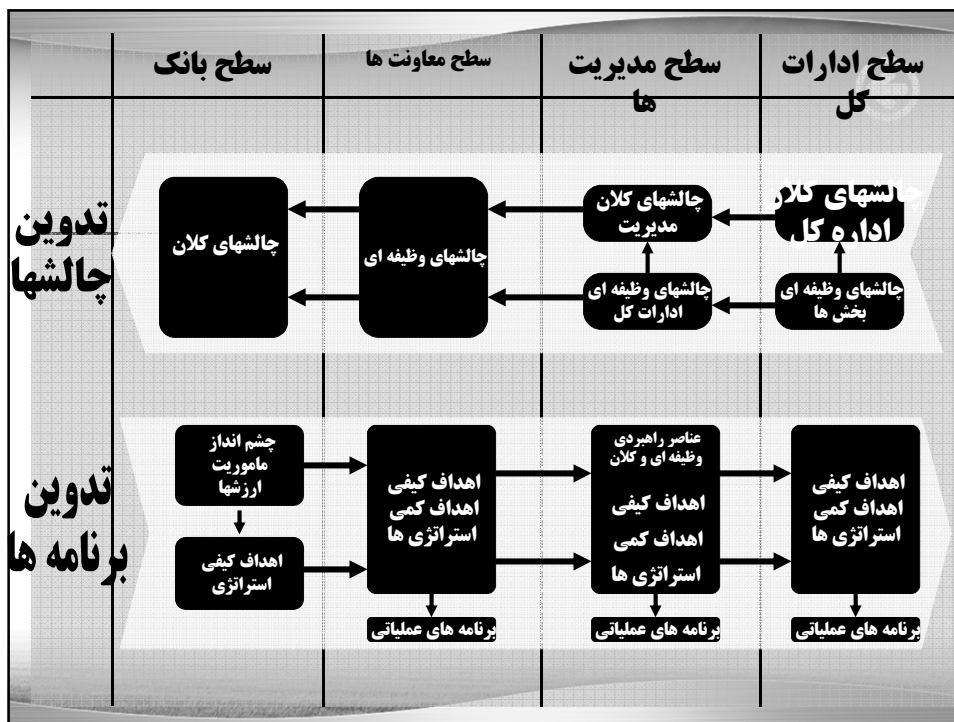 سطح ادارات
کل
سطح مدیریت
ها
سطح معاونت ها
سطح بانک
تدوین
چالشها
چالشهای کلان
اداره کل
چالشهای کلان
مدیریت
چالشهای وظیفه ای
چالشهای کلان
چالشهای وظیفه ای
بخش ها
چالشهای وظیفه ای
ادارات کل
تدوین
برنامه ها
چشم انداز
ماموریت
ارزشها
اهداف کیفی
استراتژی
اهداف کیفی
اهداف کمی
استراتژی ها
برنامه های عملیاتی
عناصر راهبردی
وظیفه ای و کلان
اهداف کیفی
اهداف کمی
استراتژی ها
برنامه های عملیاتی
اهداف کیفی
اهداف کمی
استراتژی ها
برنامه های عملیاتی